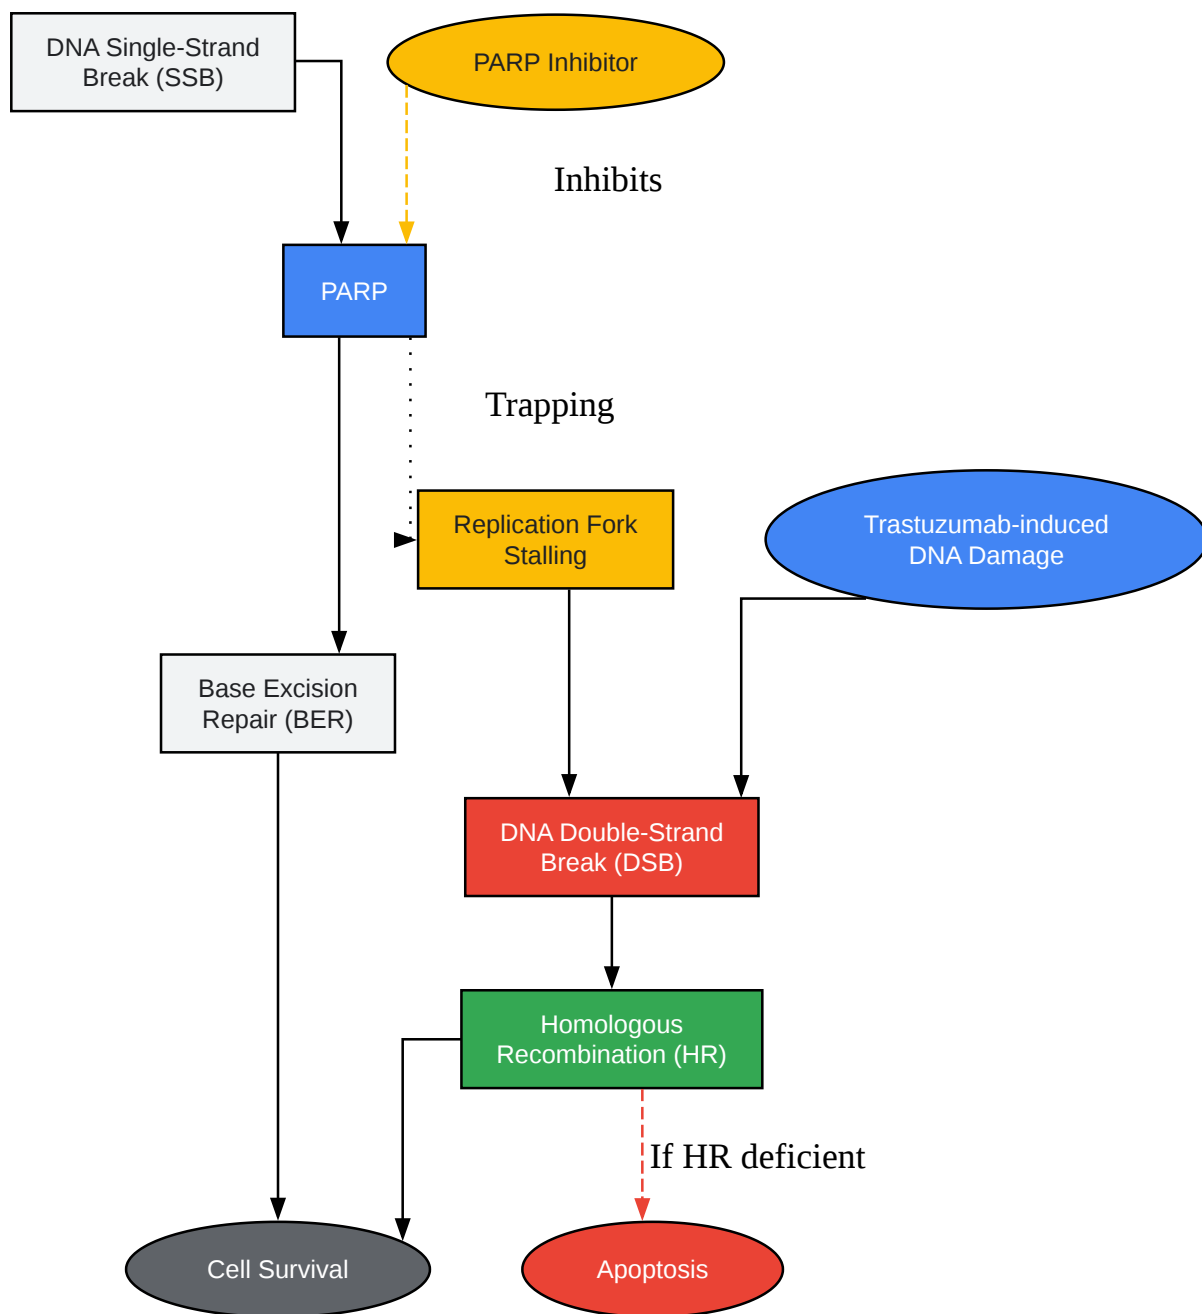 DNA Single-Strand
Break (SSB)
PARP Inhibitor
Inhibits
PARP
Trapping
Replication Fork
Stalling
Trastuzumab-induced
DNA Damage
Base Excision
Repair (BER)
DNA Double-Strand
Break (DSB)
Homologous
Recombination (HR)
If HR deficient
Cell Survival
Apoptosis